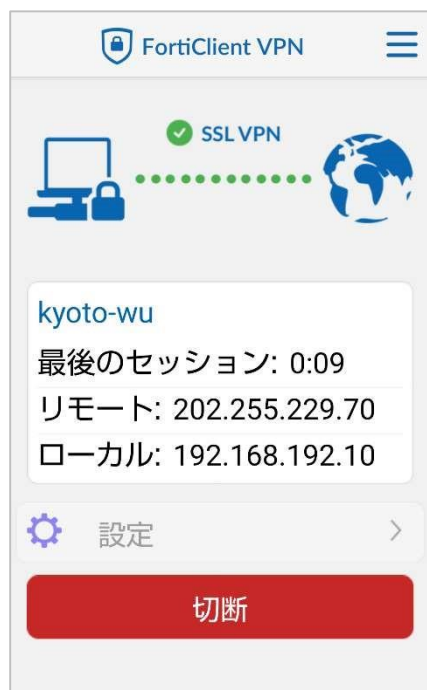 FortiClient VPN
SSL VPN
kyoto-wu
最後のセッション: 0:09
リモート: 202.255.229.70
ローカル: 192.168.192.10
設定
切断